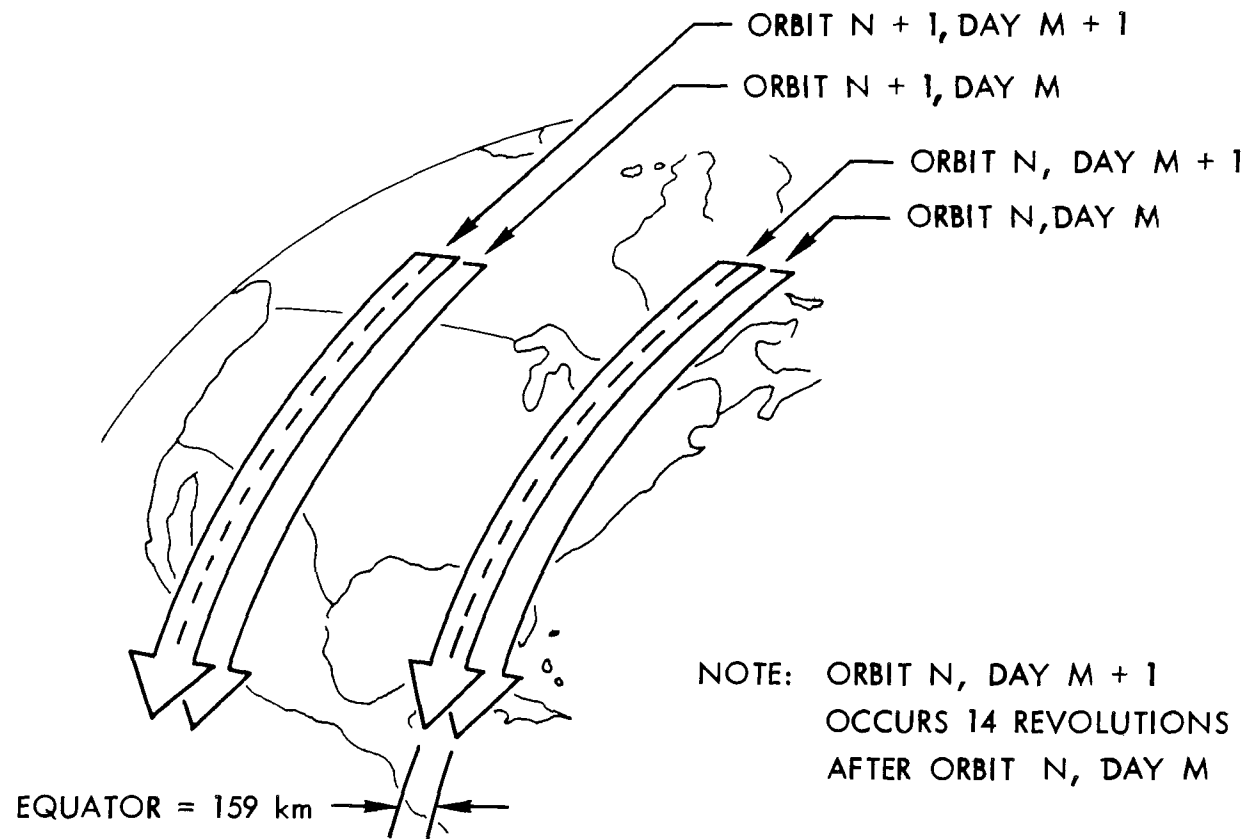 ORBIT N + 1, DAY M + 1
ORBIT N + 1, DAY M
ORBIT N, DAY M + 1
ORBIT N, DAY M
NOTE: ORBIT N, DAY M + 1
OCCURS 14 REVOLUTIONS
AFTER ORBIT N, DAY M
EQUATOR = 159 km